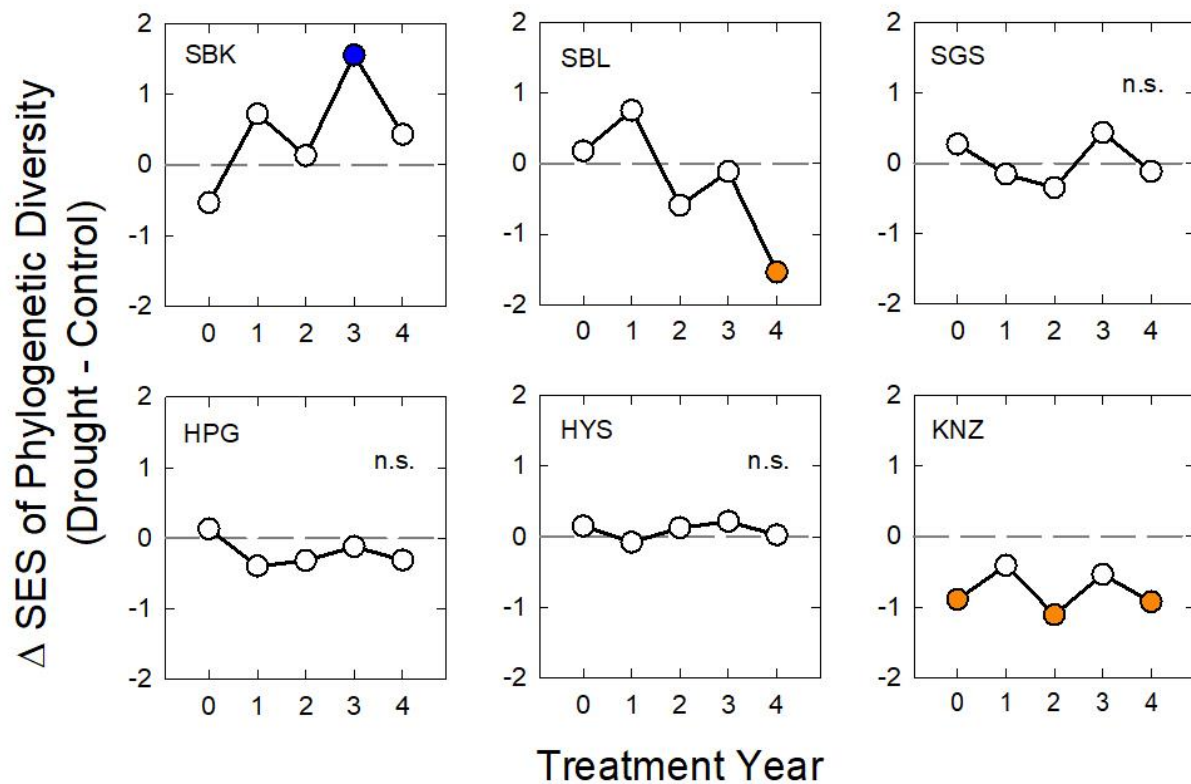 Δ SES of Phylogenetic Diversity
(Drought - Control)
2
1
0
-1
-2
SBK
0 1 2 3 4
2
1
0
-1
-2
SBL
0 1 2 3 4
2
1
0
-1
-2
SGS
n.s.
0 1 2 3 4
2
1
0
-1
-2
HPG
n.s.
0 1 2 3 4
2
1
0
-1
-2
HYS
n.s.
0 1 2 3 4
2
1
0
-1
-2
KNZ
0 1 2 3 4
Treatment Year